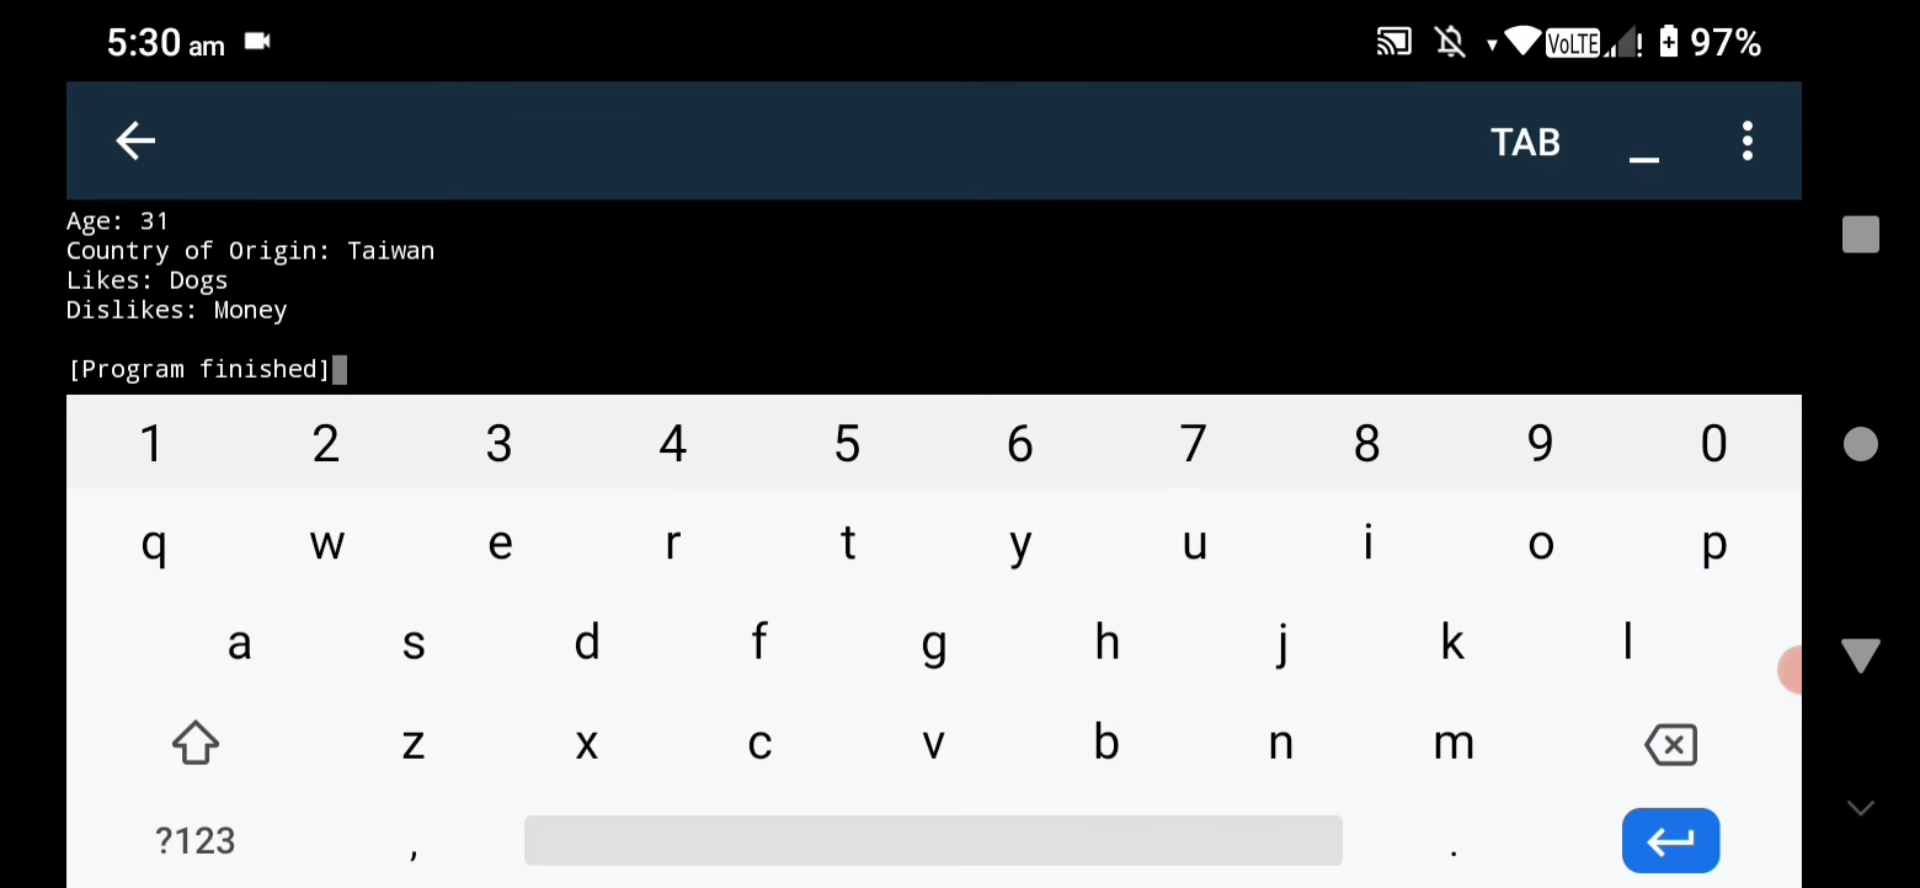 5:30 am VoLTE ! 97%
TAB
Age: 31
Country of Origin: Taiwan
Likes: Dogs
Dislikes: Money
[Program finished]
1 2 3 4 5 6 7 8 9 0
q w e r t y u i o p
a s d f g h j k l
z x c v b n m
?123 , .